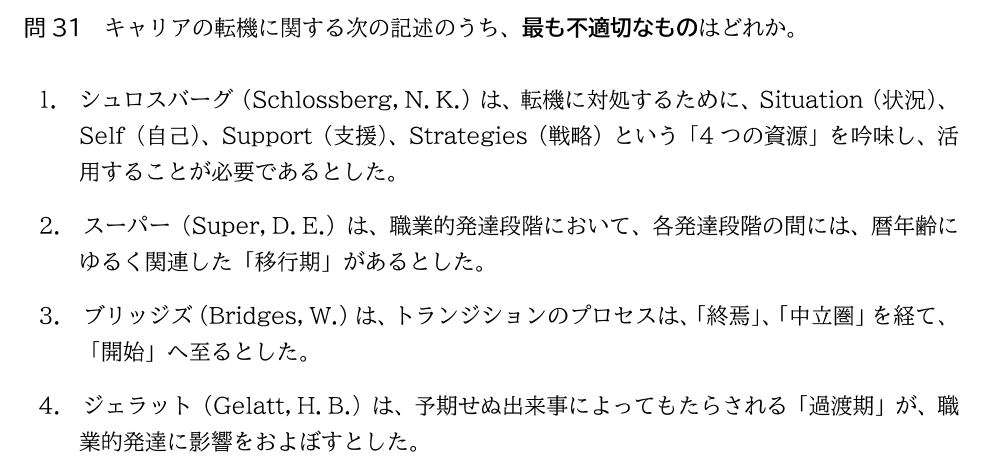 問 31 キャリアの転機に関する次の記述のうち、最も不適切なものはどれか。
1. シュロスバーグ（Schlossberg, N. K.）は、転機に対処するために、Situation（状況）、
Self（自己）、Support（支援）、Strategies（戦略）という「4 つの資源」を吟味し、活
用することが必要であるとした。
2. スーパー（Super, D. E.）は、職業的発達段階において、各発達段階の間には、暦年齢に
ゆるく関連した「移行期」があるとした。
3. ブリッジズ（Bridges, W.）は、トランジションのプロセスは、「終焉」、「中立圏」を経て、
「開始」へ至るとした。
4. ジェラット（Gelatt, H. B.）は、予期せぬ出来事によってもたらされる「過渡期」が、職
業的発達に影響をおよぼすとした。